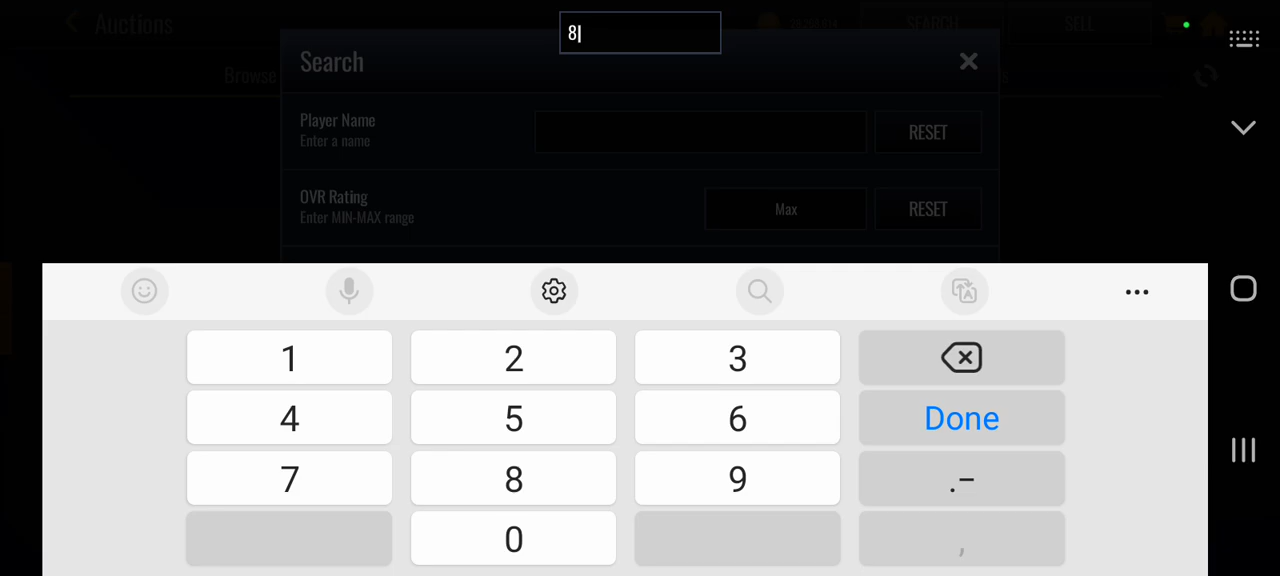 Auctions
SEARCH
SELL
8
Search
Browse
Player Name
Enter a name
RESET
OVR Rating
Enter MIN-MAX range
Max
RESET
1 2 3
4 5 6 Done
7 8 9 .-
0 ,